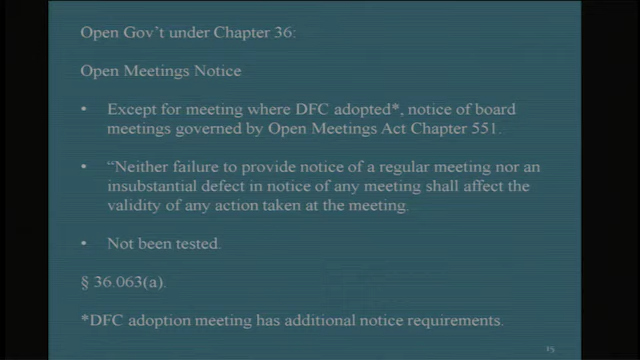 Open Gov't under Chapter 36:
Open Meetings Notice
• Except for meeting where DFC adopted*, notice of board
meetings governed by Open Meetings Act Chapter 551.
• “Neither failure to provide notice of a regular meeting nor an
insubstantial defect in notice of any meeting shall affect the
validity of any action taken at the meeting.
• Not been tested.
§ 36.063(a).
*DFC adoption meeting has additional notice requirements.